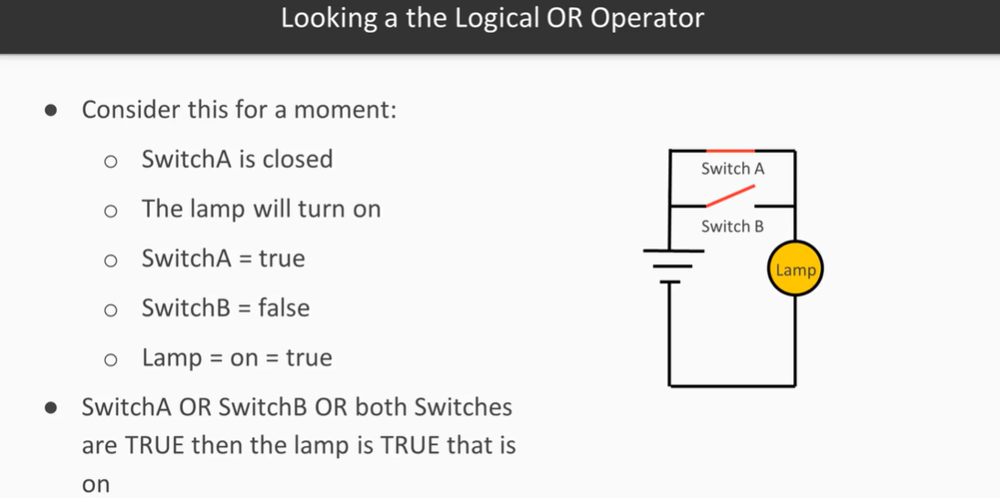 Looking a the Logical OR Operator
Consider this for a moment:
SwitchA is closed
The lamp will turn on
SwitchA = true
SwitchB = false
Lamp = on = true
SwitchA OR SwitchB OR both Switches
are TRUE then the lamp is TRUE that is
on
Switch A
Switch B
Lamp